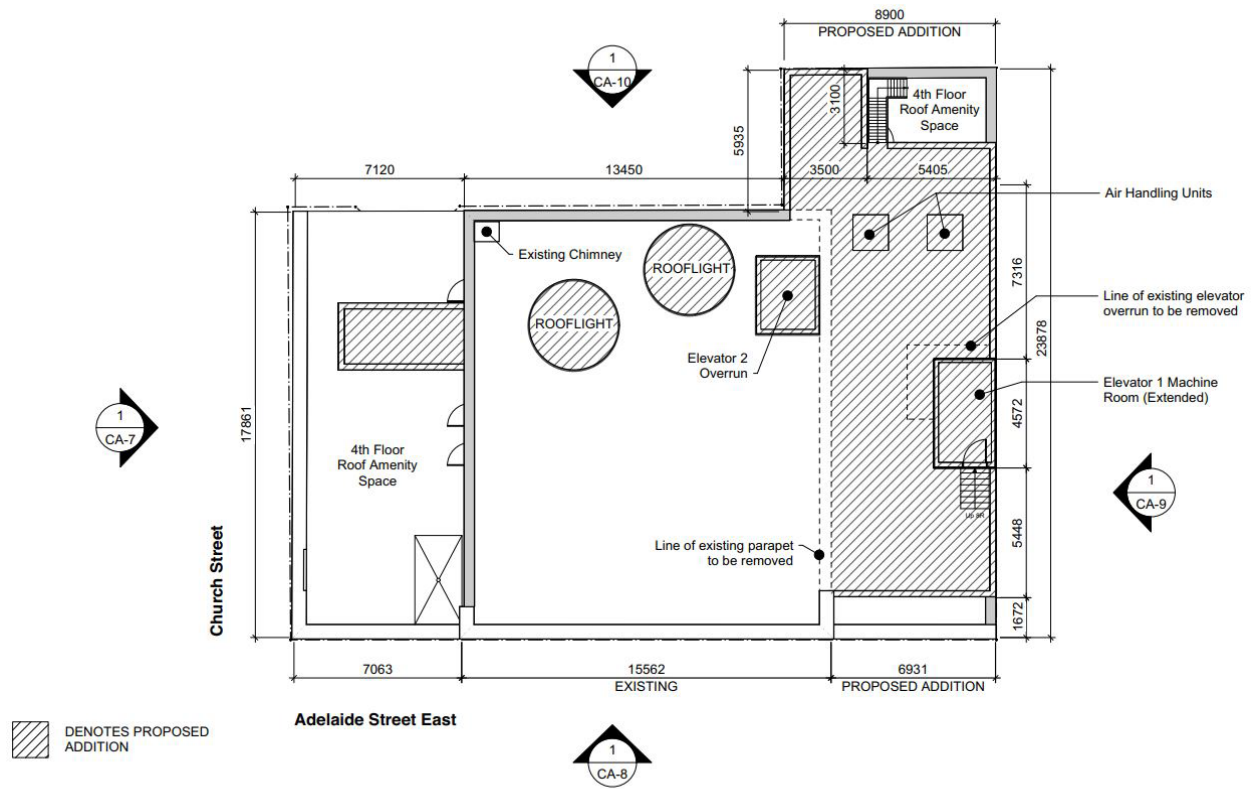 8900
PROPOSED ADDITION
1
CA-10
3100
4th Floor
Roof Amenity
Space
5935
7120
13450
3500
5405
Air Handling Units
Existing Chimney
ROOFLIGHT
ROOFLIGHT
7316
Line of existing elevator
overrun to be removed
23878
Elevator 2
Overrun
Elevator 1 Machine
Room (Extended)
4572
1
CA-7
17861
4th Floor
Roof Amenity
Space
1
CA-9
Up 8R
5448
Line of existing parapet
to be removed
Church Street
1672
7063
15562
6931
EXISTING
PROPOSED ADDITION
Adelaide Street East
DENOTES PROPOSED
ADDITION
1
CA-8